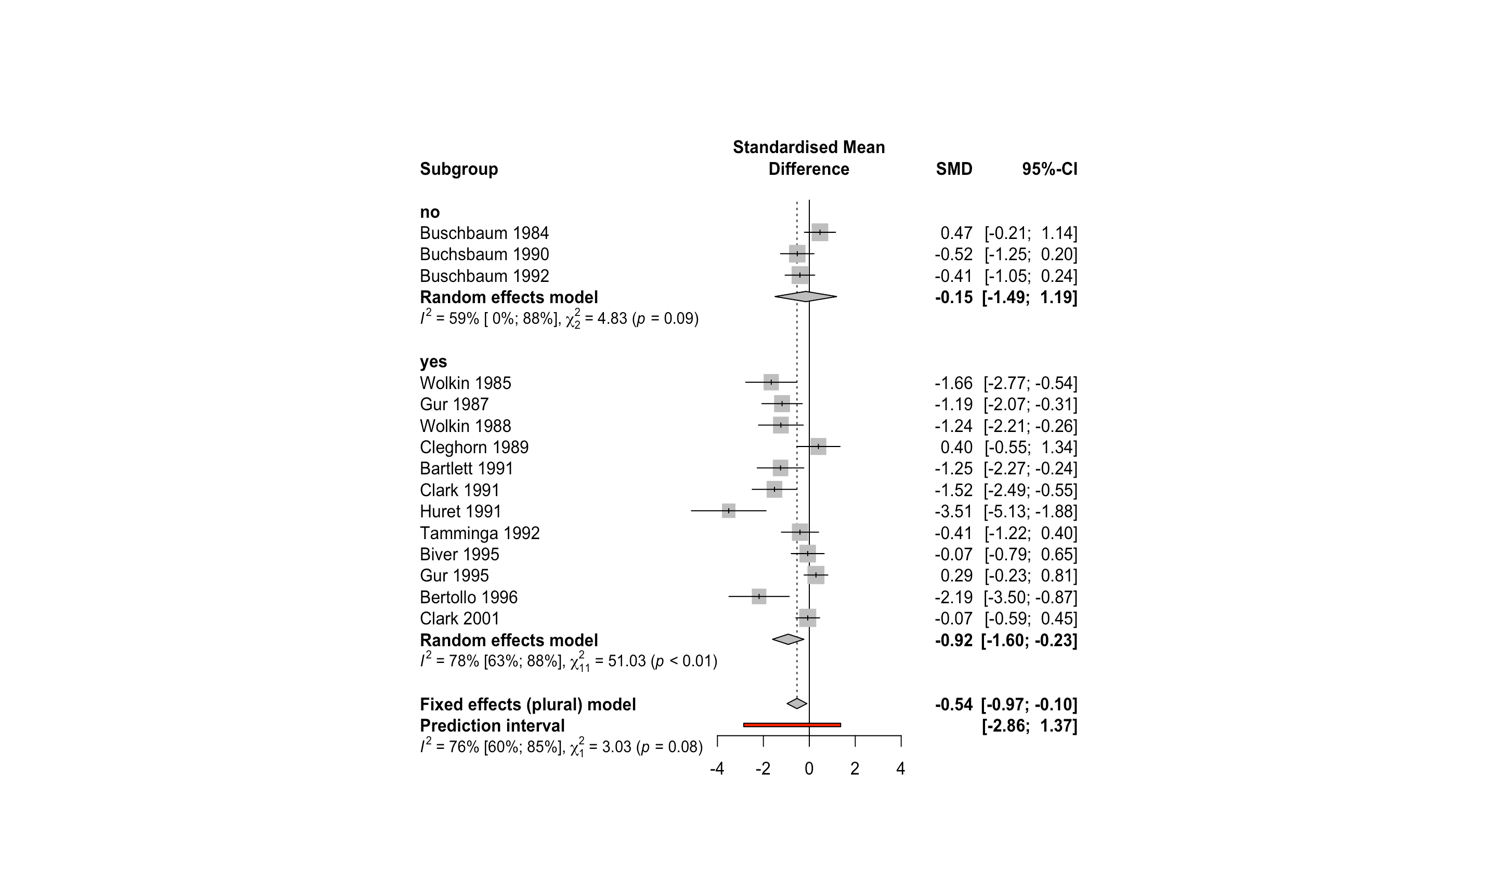 Standardised Mean
Subgroup Difference SMD 95%-CI
no
Buschbaum 1984 0.47 [-0.21; 1.14]
Buchsbaum 1990 -0.52 [-1.25; 0.20]
Buschbaum 1992 -0.41 [-1.05; 0.24]
Random effects model -0.15 [-1.49; 1.19]
I² = 59% [ 0%; 88%], χ²₂ = 4.83 (p = 0.09)
yes
Wolkin 1985 -1.66 [-2.77; -0.54]
Gur 1987 -1.19 [-2.07; -0.31]
Wolkin 1988 -1.24 [-2.21; -0.26]
Cleghorn 1989 0.40 [-0.55; 1.34]
Bartlett 1991 -1.25 [-2.27; -0.24]
Clark 1991 -1.52 [-2.49; -0.55]
Huret 1991 -3.51 [-5.13; -1.88]
Tamminga 1992 -0.41 [-1.22; 0.40]
Biver 1995 -0.07 [-0.79; 0.65]
Gur 1995 0.29 [-0.23; 0.81]
Bertollo 1996 -2.19 [-3.50; -0.87]
Clark 2001 -0.07 [-0.59; 0.45]
Random effects model -0.92 [-1.60; -0.23]
I² = 78% [63%; 88%], χ²₁₁ = 51.03 (p < 0.01)
Fixed effects (plural) model -0.54 [-0.97; -0.10]
Prediction interval [-2.86; 1.37]
I² = 76% [60%; 85%], χ²₁ = 3.03 (p = 0.08)
-4 -2 0 2 4